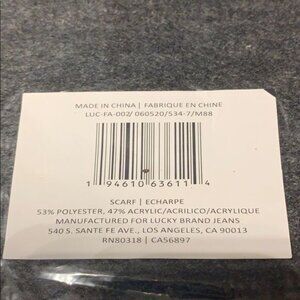 MADE IN CHINA | FABRIQUE EN CHINE
LUC-FA-002/ 060520/534-7/M88
1 94610 63611 4
SCARF | ECHARPE
53% POLYESTER, 47% ACRYLIC/ACRILICO/ACRYLIQUE
MANUFACTURED FOR LUCKY BRAND JEANS
540 S. SANTE FE AVE., LOS ANGELES, CA 90013
RN80318 | CA56897